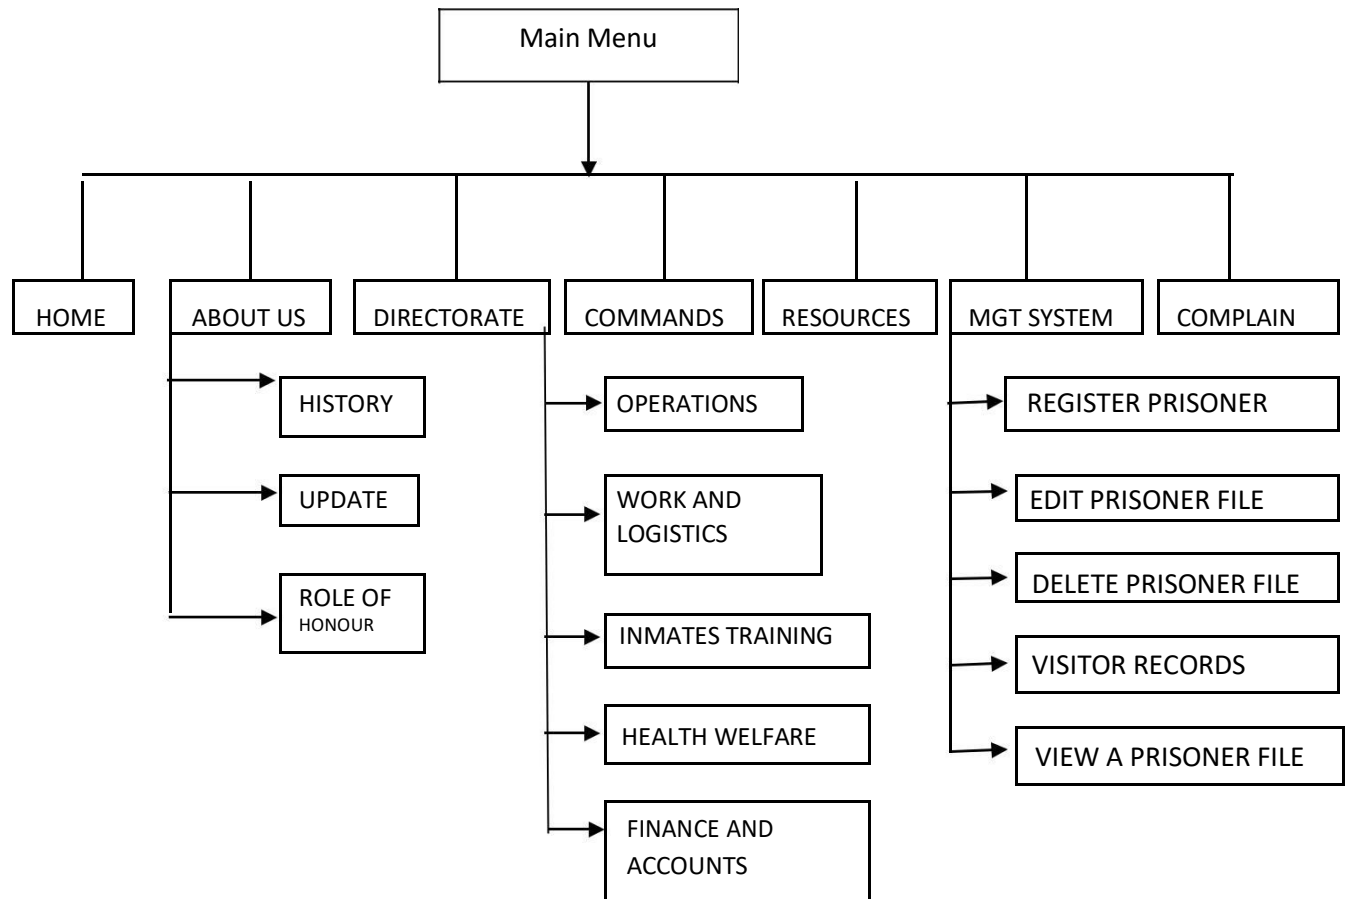 Main Menu
HOME
ABOUT US
DIRECTORATE
COMMANDS
RESOURCES
MGT SYSTEM
COMPLAIN
HISTORY
UPDATE
ROLE OF
HONOUR
OPERATIONS
WORK AND
LOGISTICS
INMATES TRAINING
HEALTH WELFARE
FINANCE AND
ACCOUNTS
REGISTER PRISONER
EDIT PRISONER FILE
DELETE PRISONER FILE
VISITOR RECORDS
VIEW A PRISONER FILE